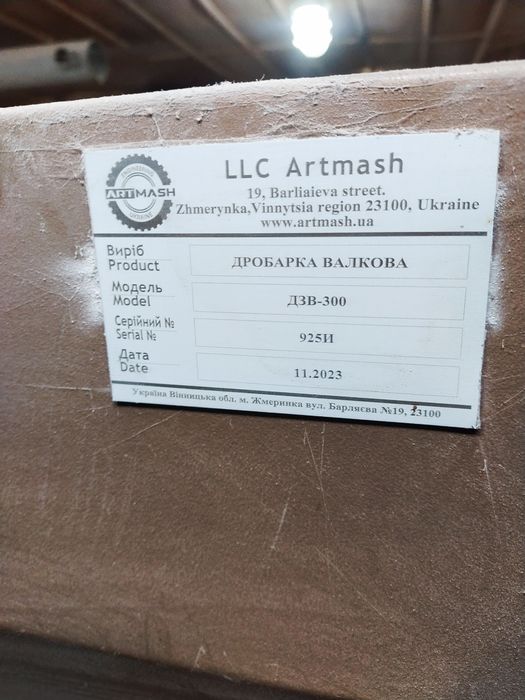 ENGINEERING
ARTMASH
UKRAINE
LLC Artmash
19, Barliaieva street.
Zhmerynka,Vinnytsia region 23100, Ukraine
www.artmash.ua
Виріб
Product
ДРОБАРКА ВАЛКОВА
Модель
Model
ДЗВ-300
Серійний №
Serial №
925И
Дата
Date
11.2023
Україна Вінницька обл. м. Жмеринка вул. Барляєва №19, 23100